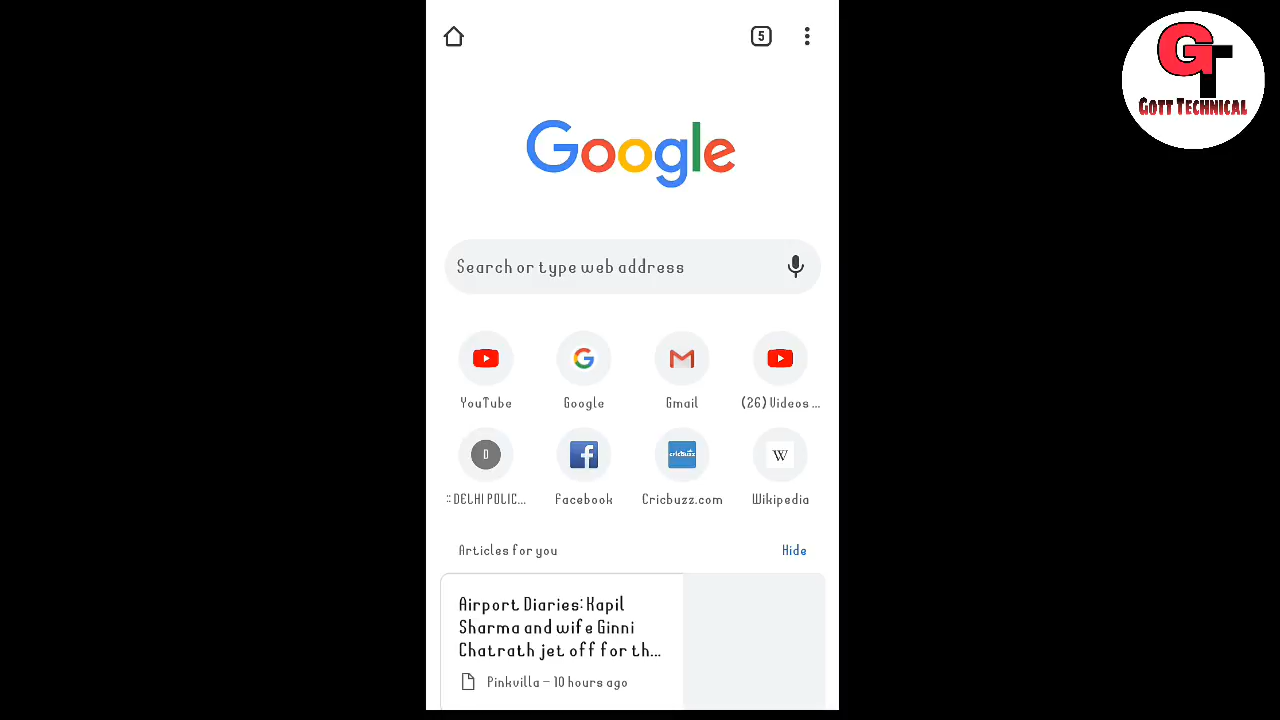 5
GT
GOTT TECHNICAL
Google
Search or type web address
YouTube
Google
Gmail
(26) Videos ...
D
cricbuzz
W
:: DELHI POLIC...
Facebook
Cricbuzz.com
Wikipedia
Articles for you
Hide
Airport Diaries: Kapil
Sharma and wife Ginni
Chatrath jet off for th...
Pinkvilla – 10 hours ago